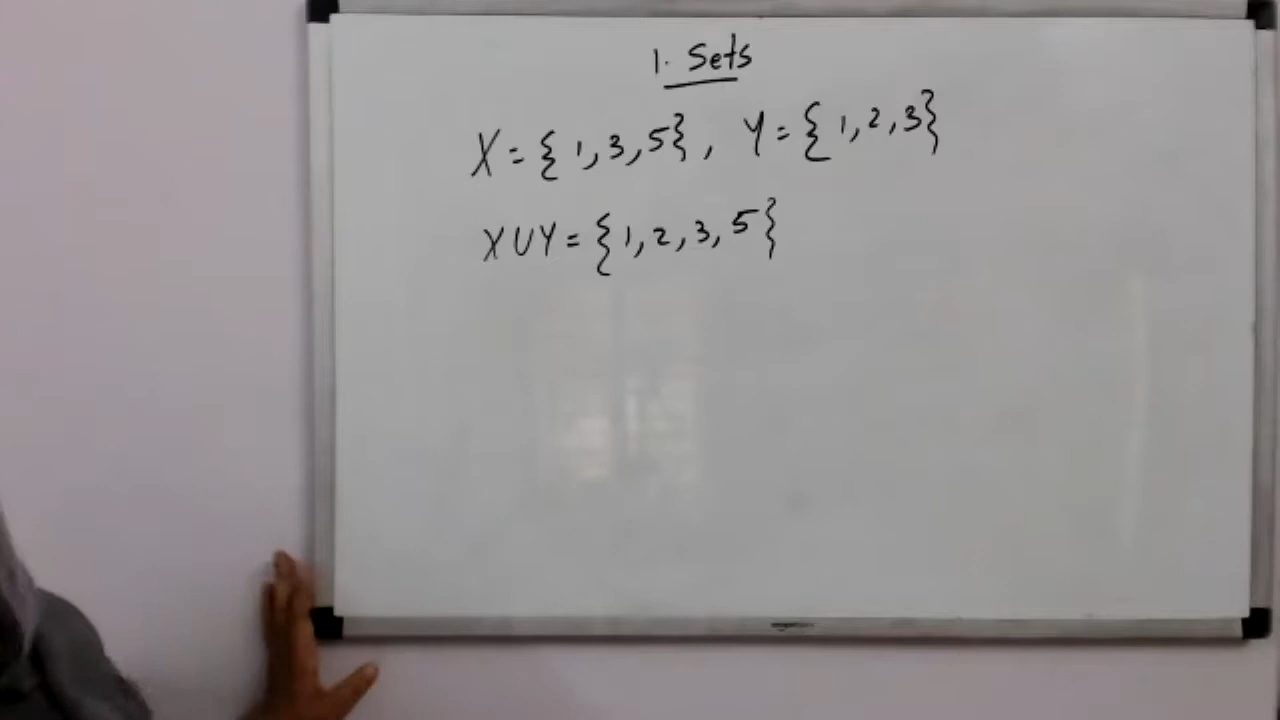 1. Sets
X = { 1, 3, 5 }, Y = { 1, 2, 3 }
X ∪ Y = { 1, 2, 3, 5 }